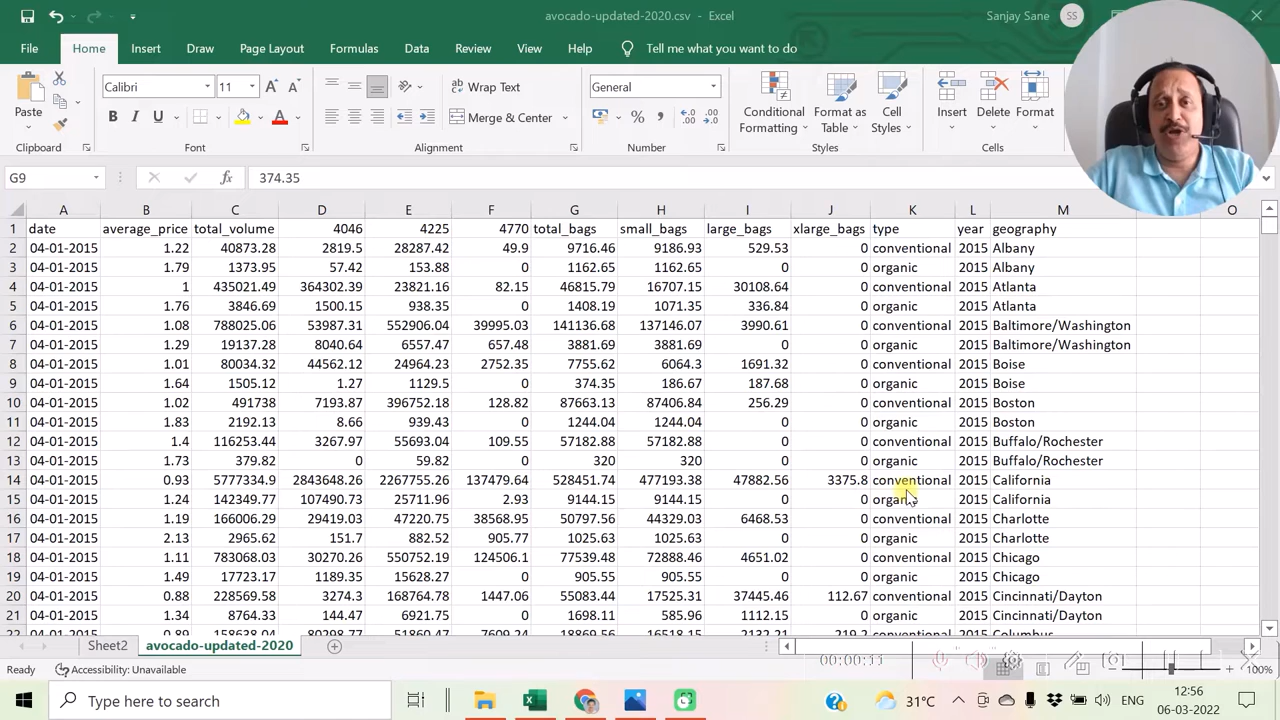 avocado-updated-2020.csv - Excel
Sanjay Sane SS
File Home Insert Draw Page Layout Formulas Data Review View Help Tell me what you want to do
Calibri 11 A A Wrap Text General
Paste B I U A Merge & Center % Conditional Formatting Format as Table Cell Styles Insert Delete Format
Clipboard Font Alignment Number Styles Cells
G9 fx 374.35
A B C D E F G H I J K L M O
1 date average_price total_volume 4046 4225 4770 total_bags small_bags large_bags xlarge_bags type year geography
2 04-01-2015 1.22 40873.28 2819.5 28287.42 49.9 9716.46 9186.93 529.53 0 conventional 2015 Albany
3 04-01-2015 1.79 1373.95 57.42 153.88 0 1162.65 1162.65 0 0 organic 2015 Albany
4 04-01-2015 1 435021.49 364302.39 23821.16 82.15 46815.79 16707.15 30108.64 0 conventional 2015 Atlanta
5 04-01-2015 1.76 3846.69 1500.15 938.35 0 1408.19 1071.35 336.84 0 organic 2015 Atlanta
6 04-01-2015 1.08 788025.06 53987.31 552906.04 39995.03 141136.68 137146.07 3990.61 0 conventional 2015 Baltimore/Washington
7 04-01-2015 1.29 19137.28 8040.64 6557.47 657.48 3881.69 3881.69 0 0 organic 2015 Baltimore/Washington
8 04-01-2015 1.01 80034.32 44562.12 24964.23 2752.35 7755.62 6064.3 1691.32 0 conventional 2015 Boise
9 04-01-2015 1.64 1505.12 1.27 1129.5 0 374.35 186.67 187.68 0 organic 2015 Boise
10 04-01-2015 1.02 491738 7193.87 396752.18 128.82 87663.13 87406.84 256.29 0 conventional 2015 Boston
11 04-01-2015 1.83 2192.13 8.66 939.43 0 1244.04 1244.04 0 0 organic 2015 Boston
12 04-01-2015 1.4 116253.44 3267.97 55693.04 109.55 57182.88 57182.88 0 0 conventional 2015 Buffalo/Rochester
13 04-01-2015 1.73 379.82 0 59.82 0 320 320 0 0 organic 2015 Buffalo/Rochester
14 04-01-2015 0.93 5777334.9 2843648.26 2267755.26 137479.64 528451.74 477193.38 47882.56 3375.8 conventional 2015 California
15 04-01-2015 1.24 142349.77 107490.73 25711.96 2.93 9144.15 9144.15 0 0 organic 2015 California
16 04-01-2015 1.19 166006.29 29419.03 47220.75 38568.95 50797.56 44329.03 6468.53 0 conventional 2015 Charlotte
17 04-01-2015 2.13 2965.62 151.7 882.52 905.77 1025.63 1025.63 0 0 organic 2015 Charlotte
18 04-01-2015 1.11 783068.03 30270.26 550752.19 124506.1 77539.48 72888.46 4651.02 0 conventional 2015 Chicago
19 04-01-2015 1.49 17723.17 1189.35 15628.27 0 905.55 905.55 0 0 organic 2015 Chicago
20 04-01-2015 0.88 228569.58 3274.3 168764.78 1447.06 55083.44 17525.31 37445.46 112.67 conventional 2015 Cincinnati/Dayton
21 04-01-2015 1.34 8764.33 144.47 6921.75 0 1698.11 585.96 1112.15 0 organic 2015 Cincinnati/Dayton
22 04-01-2015 0.89 158638.04 80298.77 51860.47 7609.24 18869.56 16518.15 2132.21 219.2 conventional 2015 Columbus
Sheet2 avocado-updated-2020
Ready Accessibility: Unavailable 100%
Type here to search 31°C ENG 12:56
06-03-2022